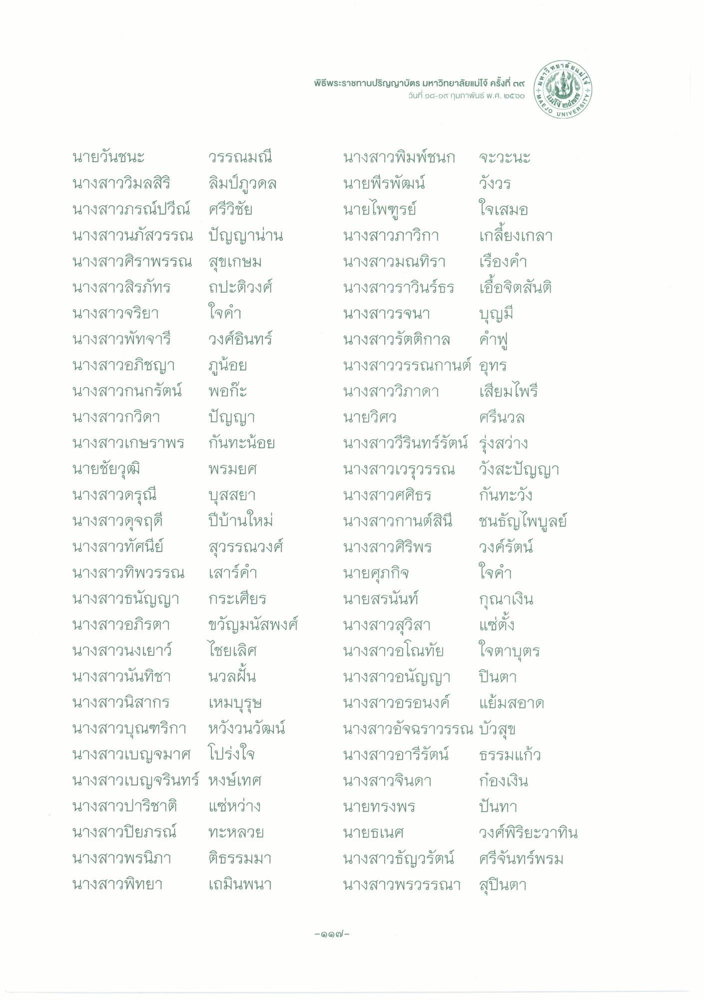 พิธีพระราชทานปริญญาบัตร มหาวิทยาลัยแม่โจ้ ครั้งที่ ๓๙
วันที่ ๑๘-๑๙ กุมภาพันธ์ พ.ศ. ๒๕๖๐
มหาวิทยาลัยแม่โจ้
แม่โจ้ ๒๔๗๗
MAEJO UNIVERSITY
นายวันชนะ วรรณมณี
นางสาววิมลสิริ ลิมป์ภูวดล
นางสาวภรณ์ปวีณ์ ศรีวิชัย
นางสาวนภัสวรรณ ปัญญาน่าน
นางสาวศิราพรรณ สุขเกษม
นางสาวสิรภัทร ถปะติวงศ์
นางสาวจริยา ใจคำ
นางสาวพัทจารี วงศ์อินทร์
นางสาวอภิชญา ภูน้อย
นางสาวกนกรัตน์ พอก๊ะ
นางสาวกวิดา ปัญญา
นางสาวเกษราพร กันทะน้อย
นายชัยวุฒิ พรมยศ
นางสาวดรุณี บุสสยา
นางสาวดุจฤดี ปีบ้านใหม่
นางสาวทัศนีย์ สุวรรณวงศ์
นางสาวทิพวรรณ เสาร์คำ
นางสาวธนัญญา กระเศียร
นางสาวอภิรตา ขวัญมนัสพงศ์
นางสาวนงเยาว์ ไชยเลิศ
นางสาวนันทิชา นวลฝั้น
นางสาวนิสากร เหมบุรุษ
นางสาวบุณฑริกา หวังวนวัฒน์
นางสาวเบญจมาศ โปร่งใจ
นางสาวเบญจรินทร์ หงษ์เทศ
นางสาวปาริชาติ แซ่หว่าง
นางสาวปิยภรณ์ ทะหลวย
นางสาวพรนิภา ติธรรมมา
นางสาวพิทยา เถมินพนา
นางสาวพิมพ์ชนก จะวะนะ
นายพีรพัฒน์ วังวร
นายไพฑูรย์ ใจเสมอ
นางสาวภาวิกา เกลี้ยงเกลา
นางสาวมณทิรา เรืองคำ
นางสาวราวินร์ธร เอื้อจิตสันติ
นางสาวรจนา บุญมี
นางสาวรัตติกาล คำฟู
นางสาววรรณกานต์ อุทร
นางสาววิภาดา เสียมไพรี
นายวิศว ศรีนวล
นางสาววีรินทร์รัตน์ รุ่งสว่าง
นางสาวเวรุวรรณ วังสะปัญญา
นางสาวศศิธร กันทะวัง
นางสาวกานต์สินี ชนธัญไพบูลย์
นางสาวศิริพร วงค์รัตน์
นายศุภกิจ ใจคำ
นายสรนันท์ กุณาเงิน
นางสาวสุวิสา แซ่ตั้ง
นางสาวอโณทัย ใจตาบุตร
นางสาวอนัญญา ปินตา
นางสาวอรอนงค์ แย้มสอาด
นางสาวอัจฉราวรรณ บัวสุข
นางสาวอารีรัตน์ ธรรมแก้ว
นางสาวจินดา ก๋องเงิน
นายทรงพร ปันทา
นายธเนศ วงศ์พิริยะวาทิน
นางสาวธัญวรัตน์ ศรีจันทร์พรม
นางสาวพรวรรณา สุปินตา
-๑๑๗-